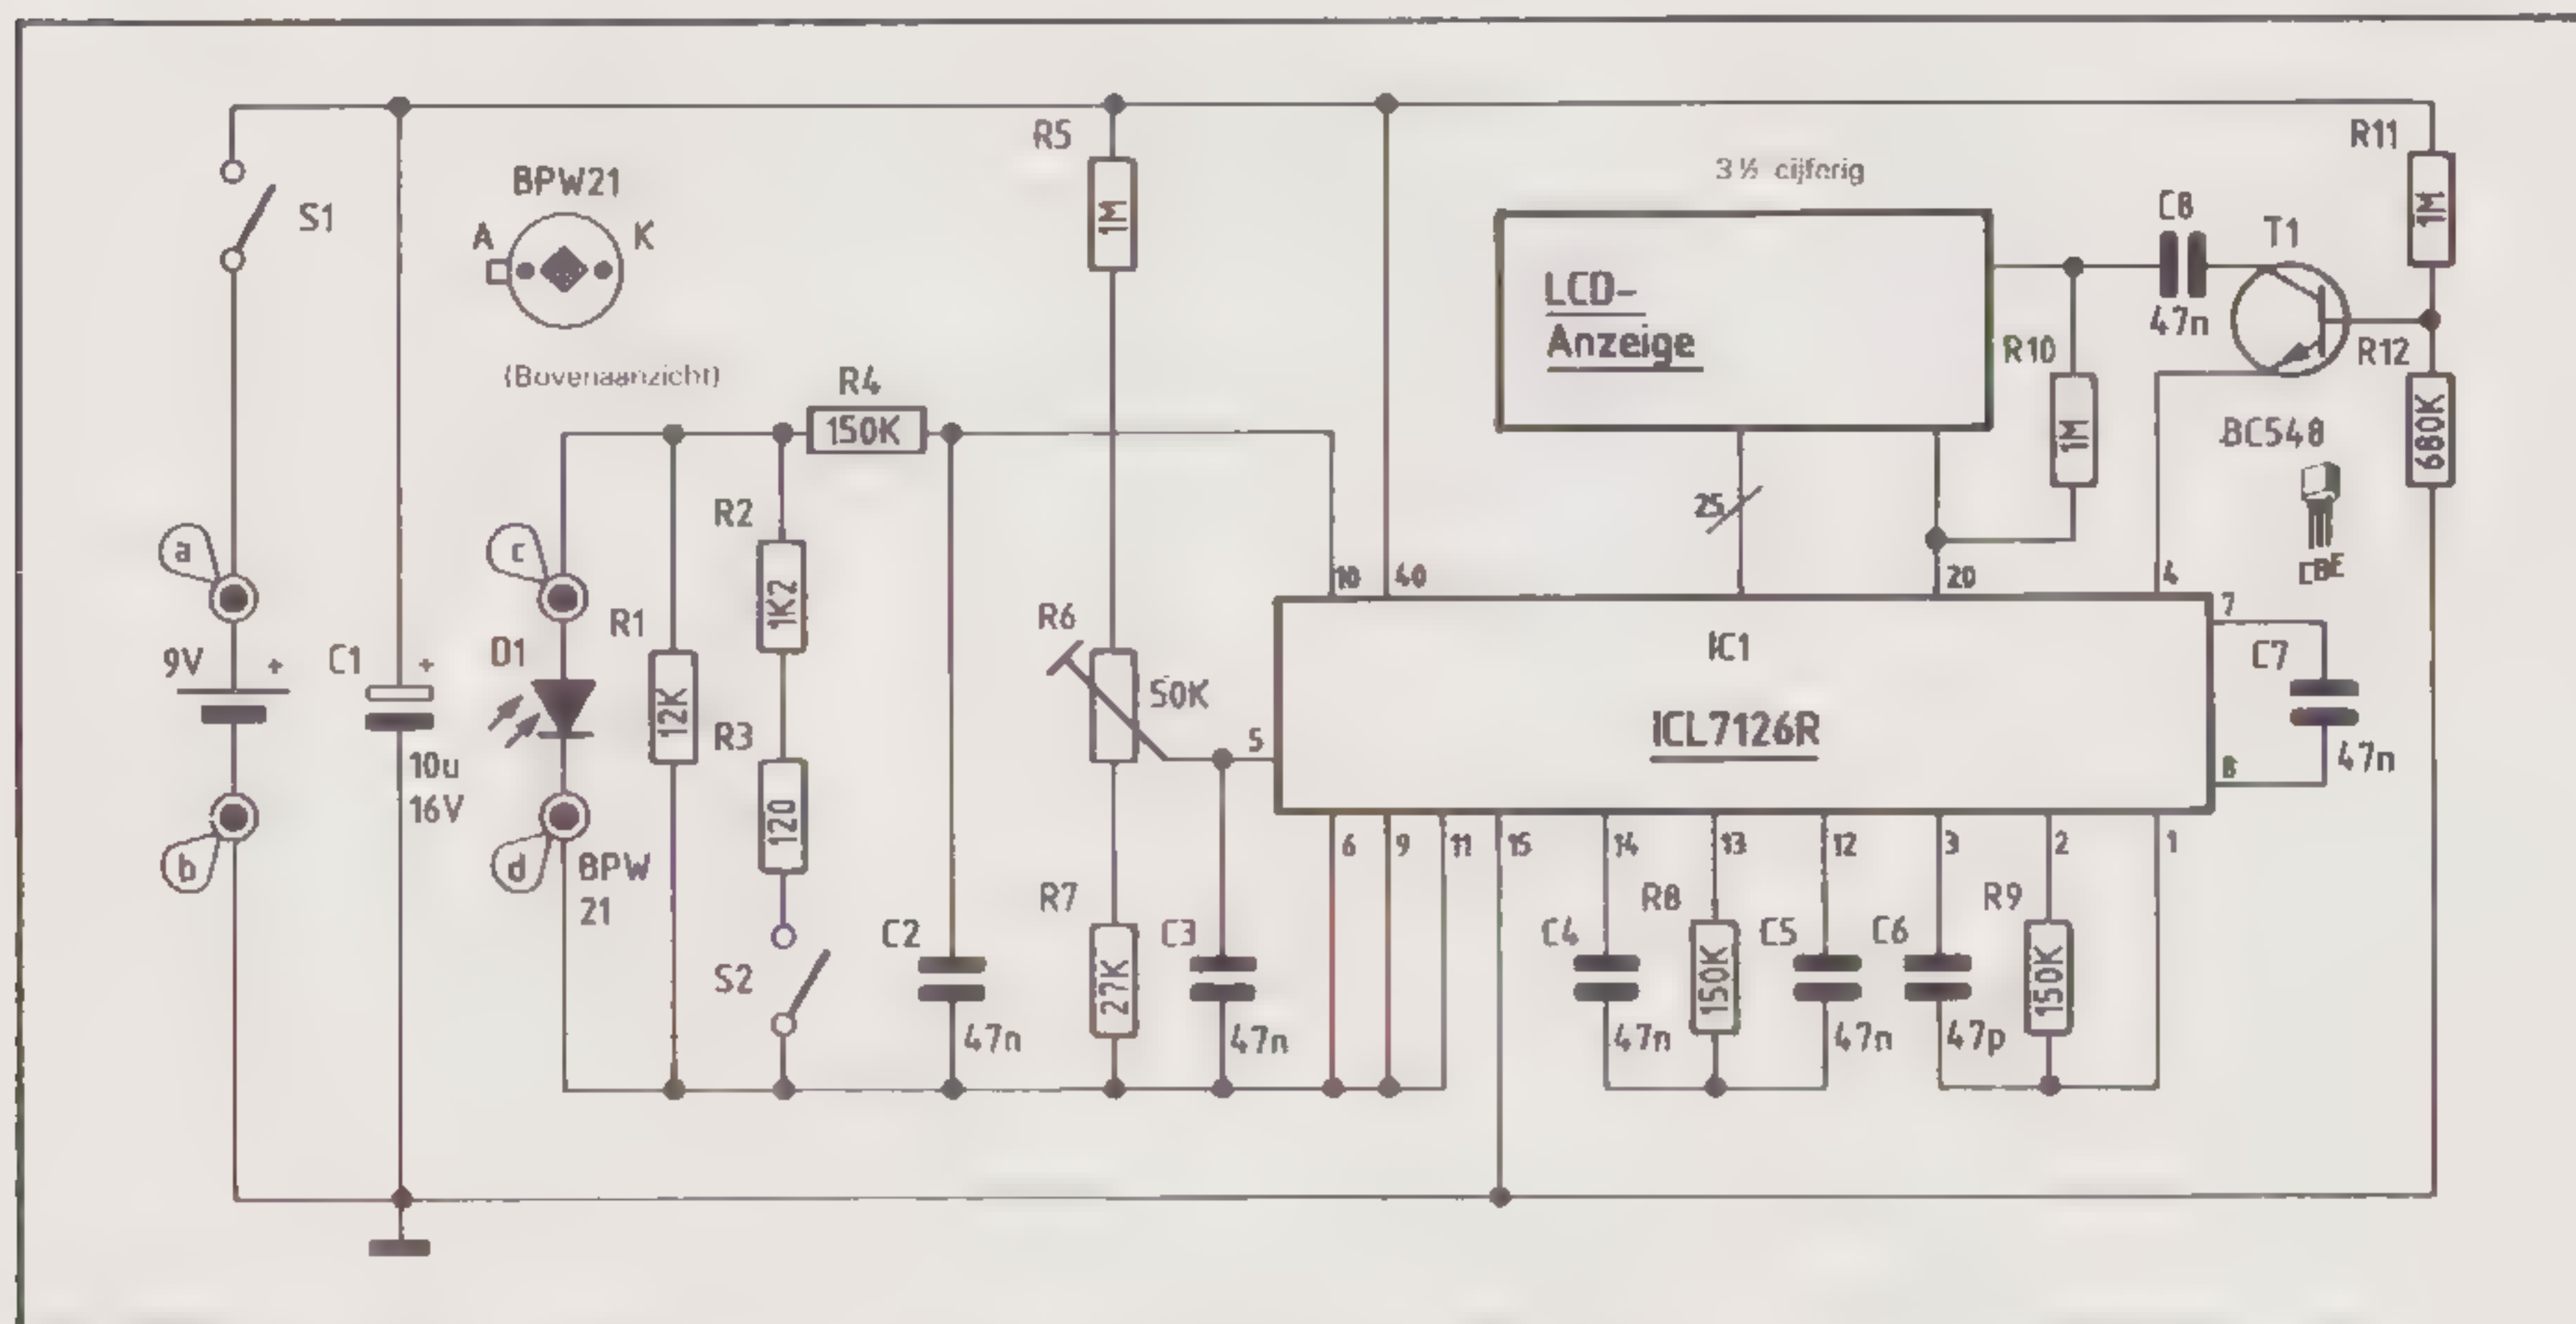 R5
1M
R11
1M
3½ cijferig
BPW21
A
K
S1
C8
47n
T1
LCD-
Anzeige
R10
1M
R12
680K
BC548
CBE
(Bovenaanzicht)
R4
150K
25
a
c
R2
1K2
10
40
20
4
7
R1
12K
R6
50K
IC1
C7
47n
9V
+
C1
+
10u
16V
D1
R3
120
5
ICL7126R
8
b
d
BPW
21
6
9
11
15
14
13
12
3
2
1
R7
27K
S2
C2
47n
C3
47n
C4
47n
R8
150K
C5
47n
C6
47p
R9
150K